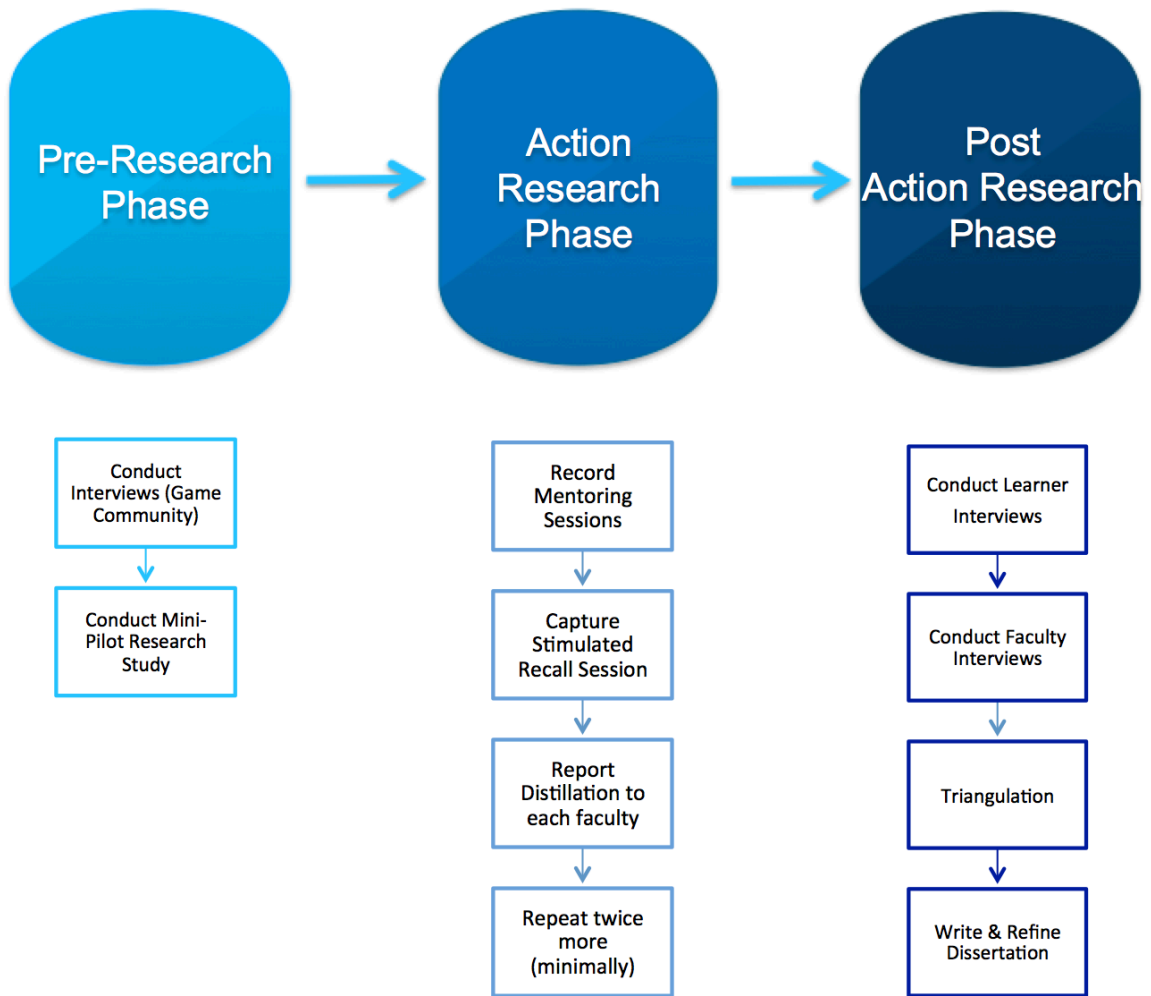 Pre-Research
Phase
Action
Research
Phase
Post
Action Research
Phase
Conduct
Interviews (Game
Community)
Conduct Mini-
Pilot Research
Study
Record
Mentoring
Sessions
Capture
Stimulated
Recall Session
Report
Distillation to
each faculty
Repeat twice
more
(minimally)
Conduct Learner
Interviews
Conduct Faculty
Interviews
Triangulation
Write & Refine
Dissertation